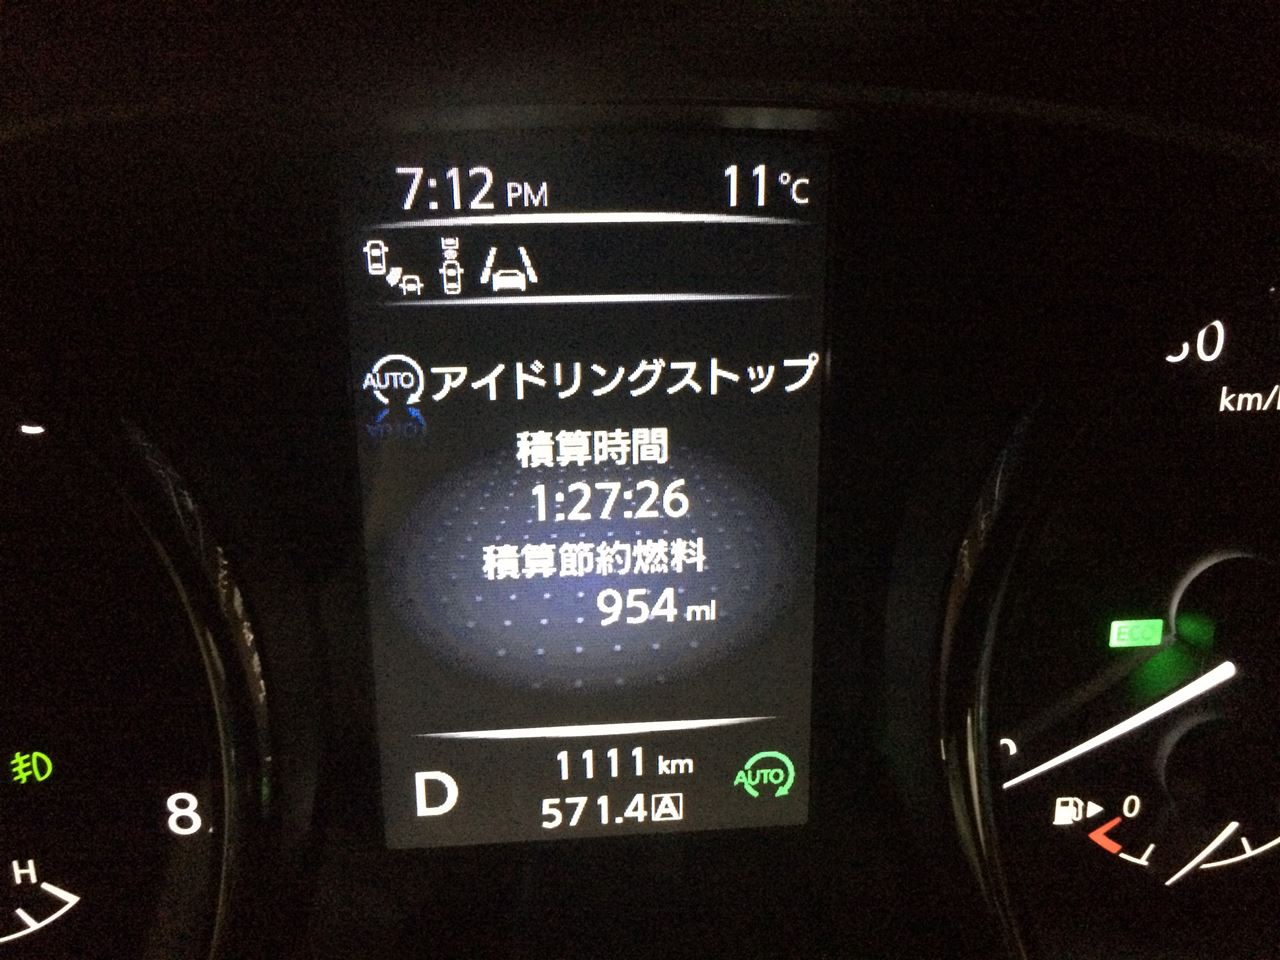 7:12 PM 11°C
AUTO アイドリングストップ
積算時間
1:27:26
積算節約燃料
954 ml
D 1111 km AUTO
571.4 A
8
H
km/
ECO
0